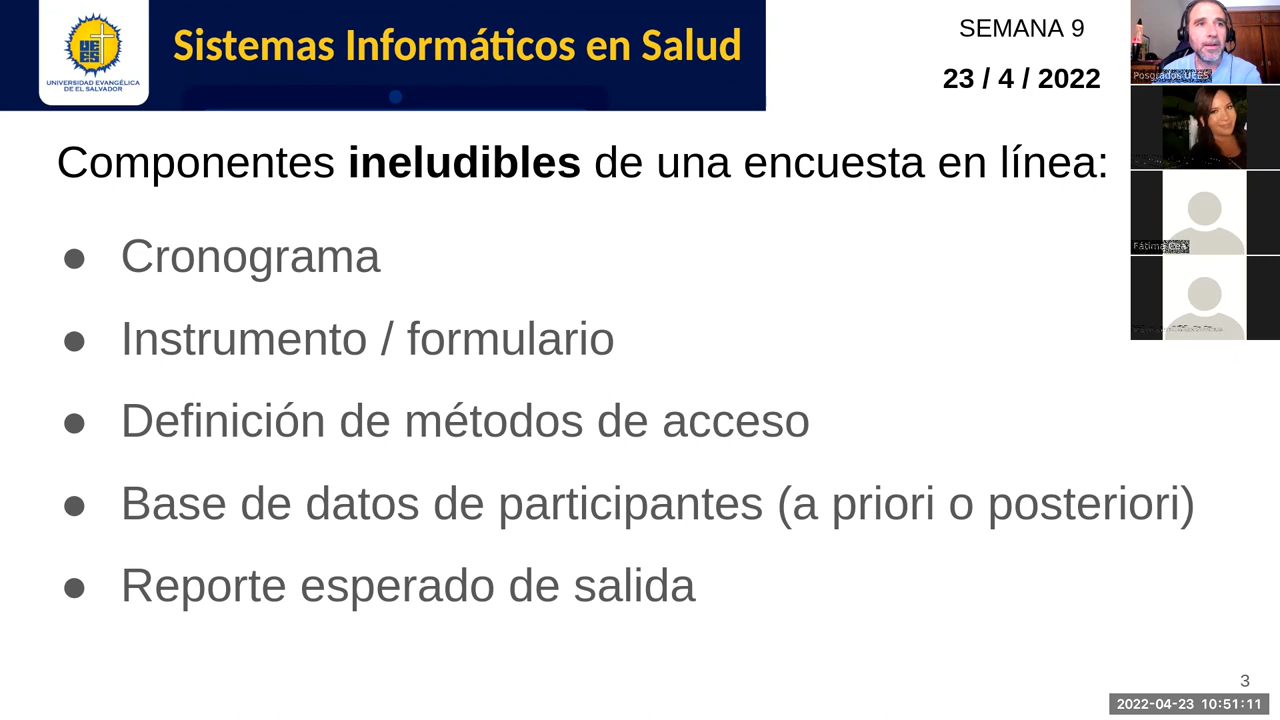 UEES
UNIVERSIDAD EVANGÉLICA
DE EL SALVADOR
Sistemas Informáticos en Salud
SEMANA 9
23 / 4 / 2022
Posgrados UEES
Componentes ineludibles de una encuesta en línea:
Fátima Cea
● Cronograma
● Instrumento / formulario
● Definición de métodos de acceso
● Base de datos de participantes (a priori o posteriori)
● Reporte esperado de salida
3
2022-04-23 10:51:11